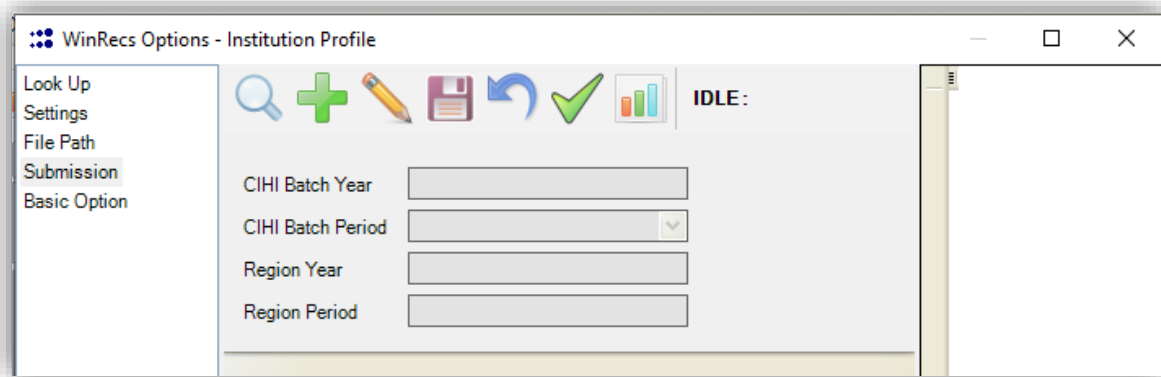 WinRecs Options - Institution Profile
Look Up
Settings
File Path
Submission
Basic Option
IDLE:
CIHI Batch Year
CIHI Batch Period
Region Year
Region Period